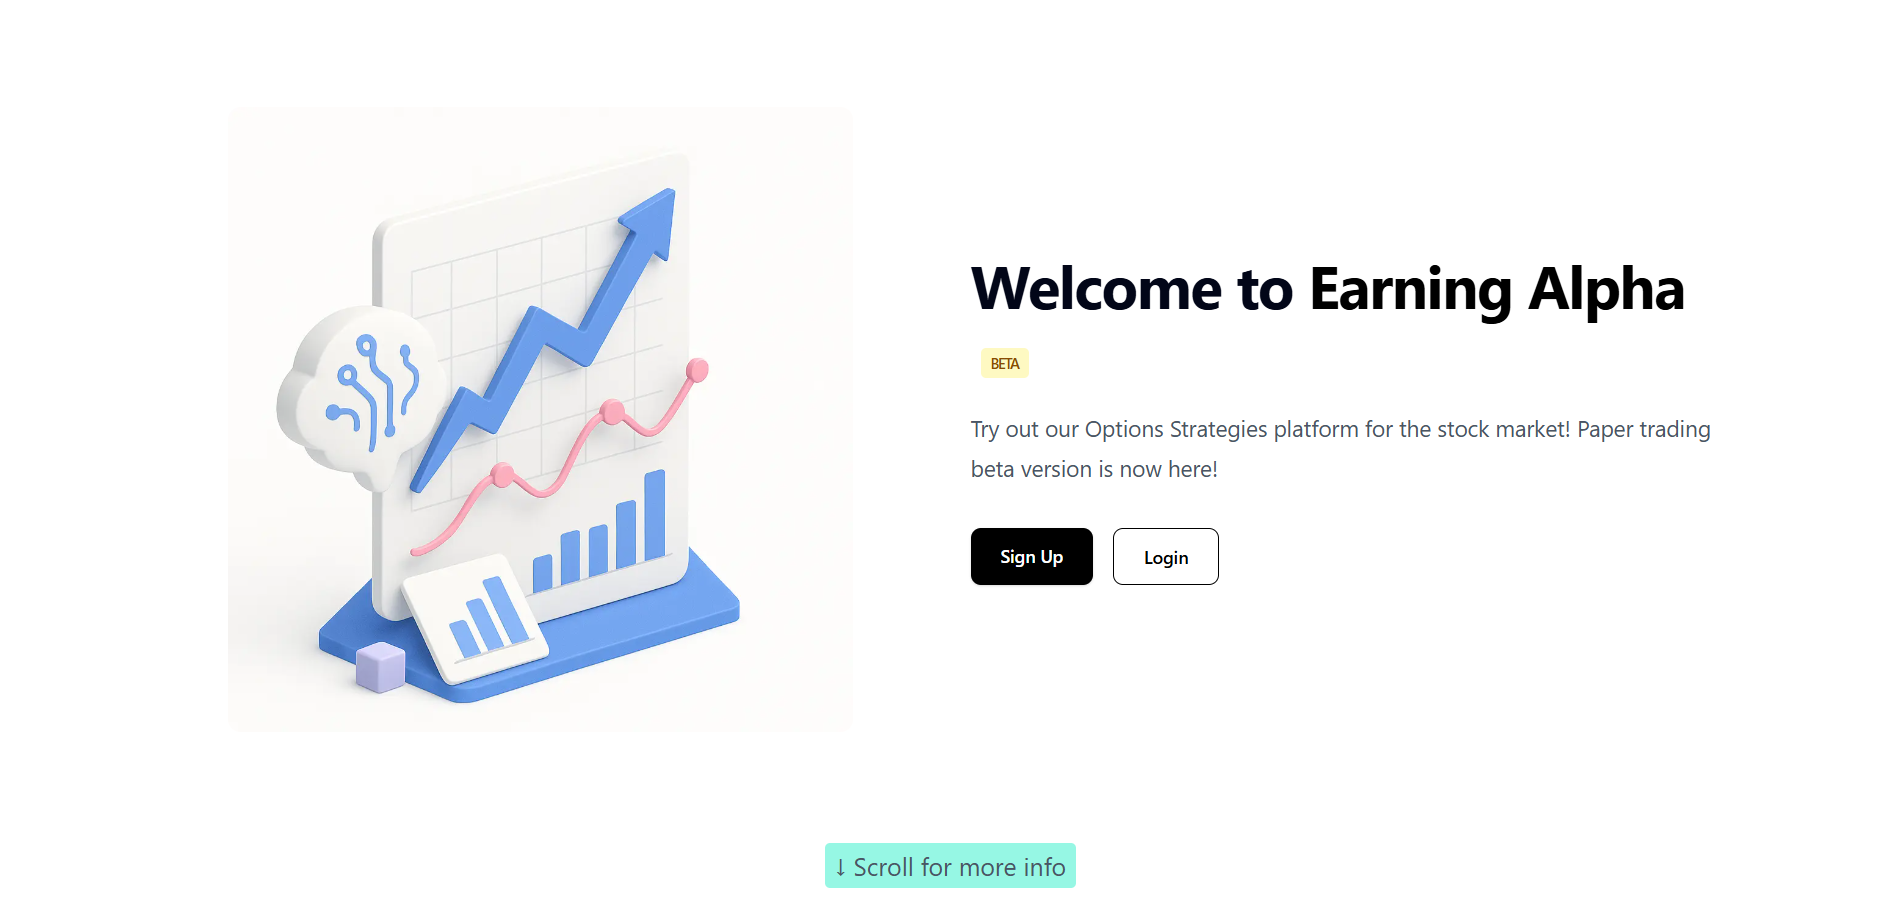 Welcome to Earning Alpha
BETA
Try out our Options Strategies platform for the stock market! Paper trading
beta version is now here!
Sign Up
Login
↓ Scroll for more info